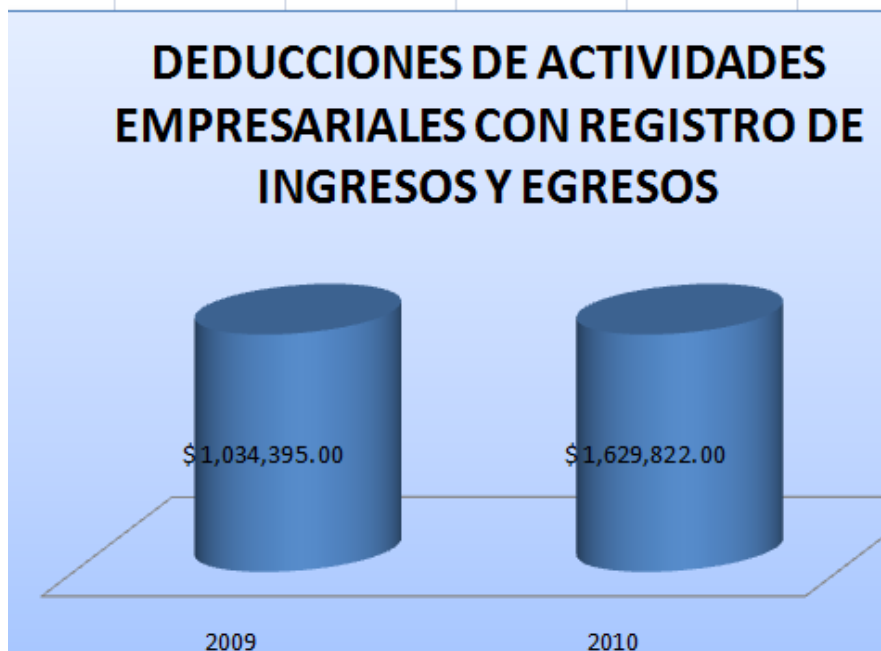 DEDUCCIONES DE ACTIVIDADES
EMPRESARIALES CON REGISTRO DE
INGRESOS Y EGRESOS
$ 1,034,395.00
$ 1,629,822.00
2009
2010